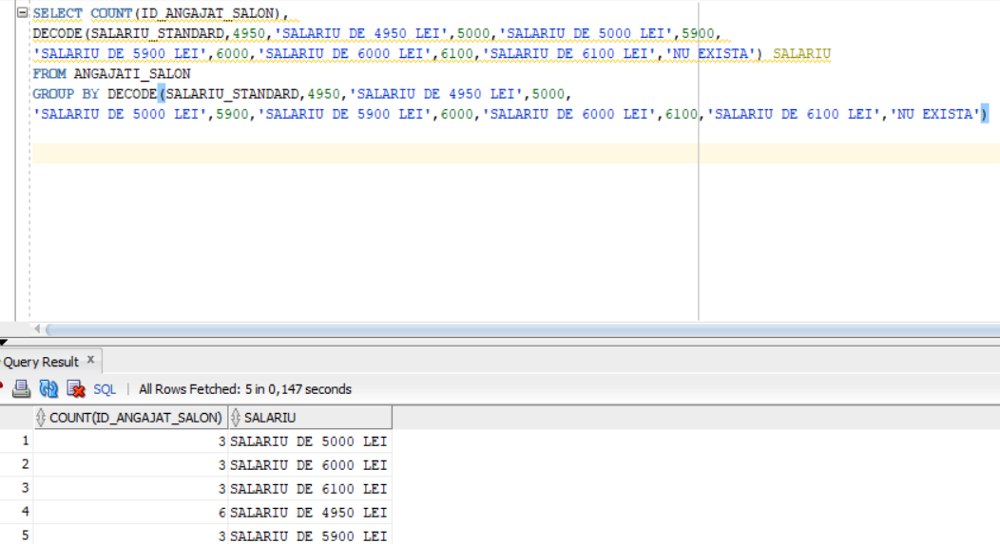 SELECT COUNT(ID_ANGAJAT_SALON),
DECODE(SALARIU_STANDARD,4950,'SALARIU DE 4950 LEI',5000,'SALARIU DE 5000 LEI',5900,
'SALARIU DE 5900 LEI',6000,'SALARIU DE 6000 LEI',6100,'SALARIU DE 6100 LEI','NU EXISTA') SALARIU
FROM ANGAJATI_SALON
GROUP BY DECODE(SALARIU_STANDARD,4950,'SALARIU DE 4950 LEI',5000,
'SALARIU DE 5000 LEI',5900,'SALARIU DE 5900 LEI',6000,'SALARIU DE 6000 LEI',6100,'SALARIU DE 6100 LEI','NU EXISTA')
Query Result x
SQL | All Rows Fetched: 5 in 0,147 seconds
COUNT(ID_ANGAJAT_SALON) SALARIU
1 3 SALARIU DE 5000 LEI
2 3 SALARIU DE 6000 LEI
3 3 SALARIU DE 6100 LEI
4 6 SALARIU DE 4950 LEI
5 3 SALARIU DE 5900 LEI